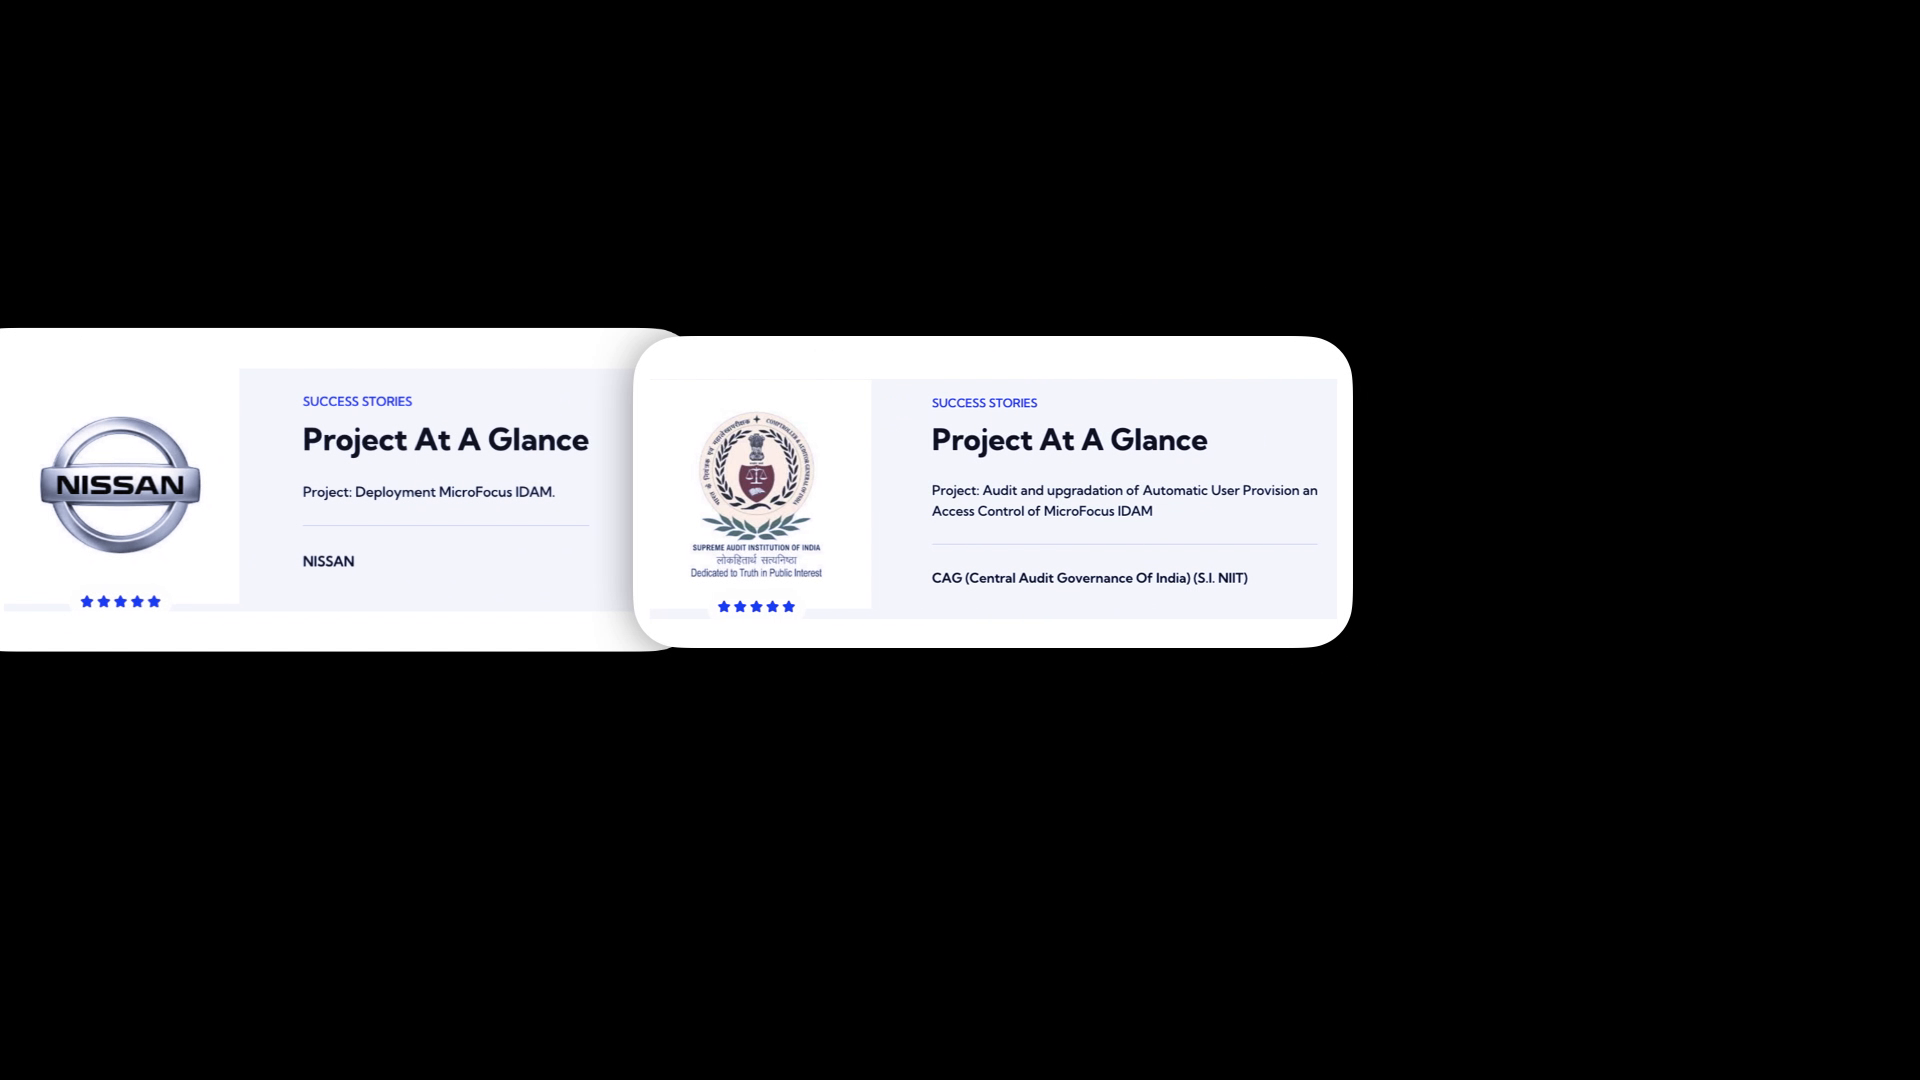 NISSAN
SUCCESS STORIES
Project At A Glance
Project: Deployment MicroFocus IDAM.
NISSAN
SUPREME AUDIT INSTITUTION OF INDIA
लोकहितार्थ सत्यनिष्ठा
Dedicated to Truth in Public Interest
SUCCESS STORIES
Project At A Glance
Project: Audit and upgradation of Automatic User Provision an
Access Control of MicroFocus IDAM
CAG (Central Audit Governance Of India) (S.I. NIIT)